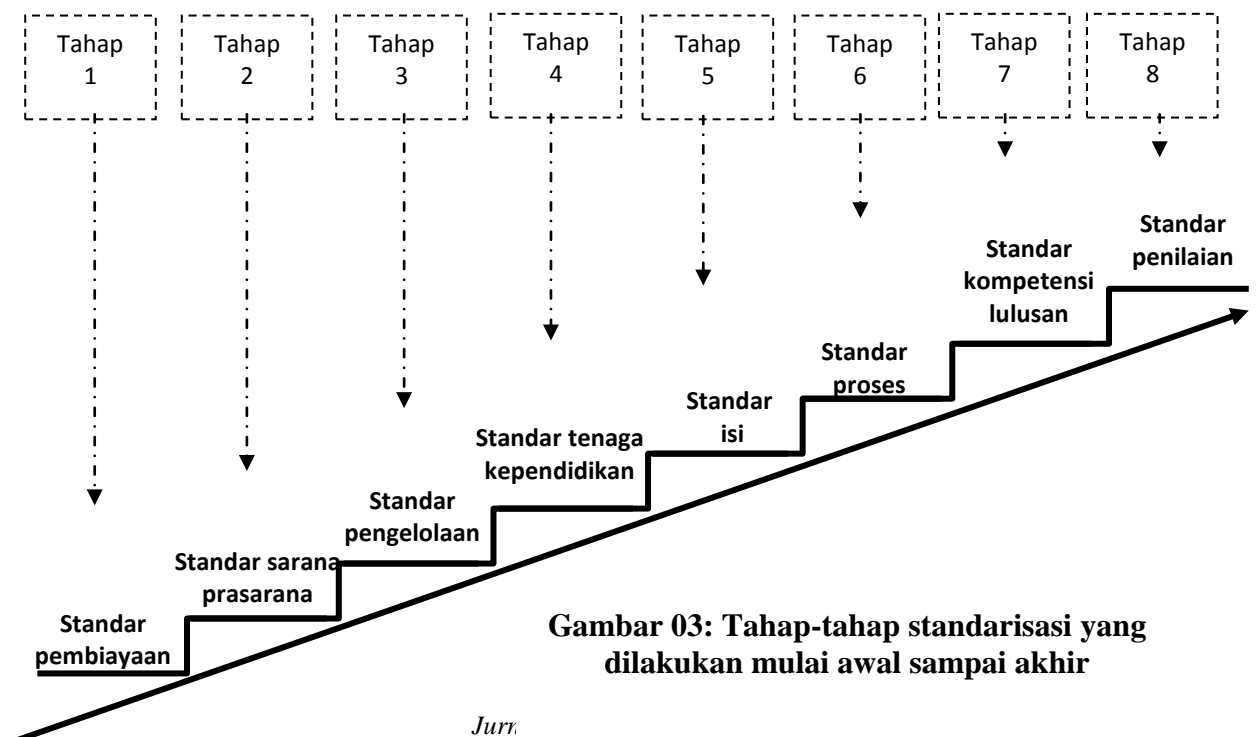 Tahap
1
Tahap
2
Tahap
3
Tahap
4
Tahap
5
Tahap
6
Tahap
7
Tahap
8
Standar
pembiayaan
Standar sarana
prasarana
Standar
pengelolaan
Standar tenaga
kependidikan
Standar
isi
Standar
proses
Standar
kompetensi
lulusan
Standar
penilaian
Gambar 03: Tahap-tahap standarisasi yang
dilakukan mulai awal sampai akhir